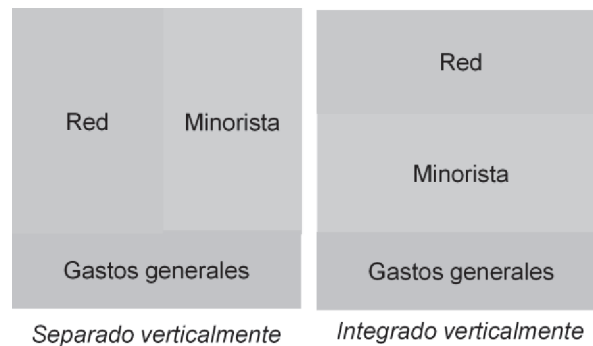 Red
Minorista
Gastos generales
Separado verticalmente
Red
Minorista
Gastos generales
Integrado verticalmente